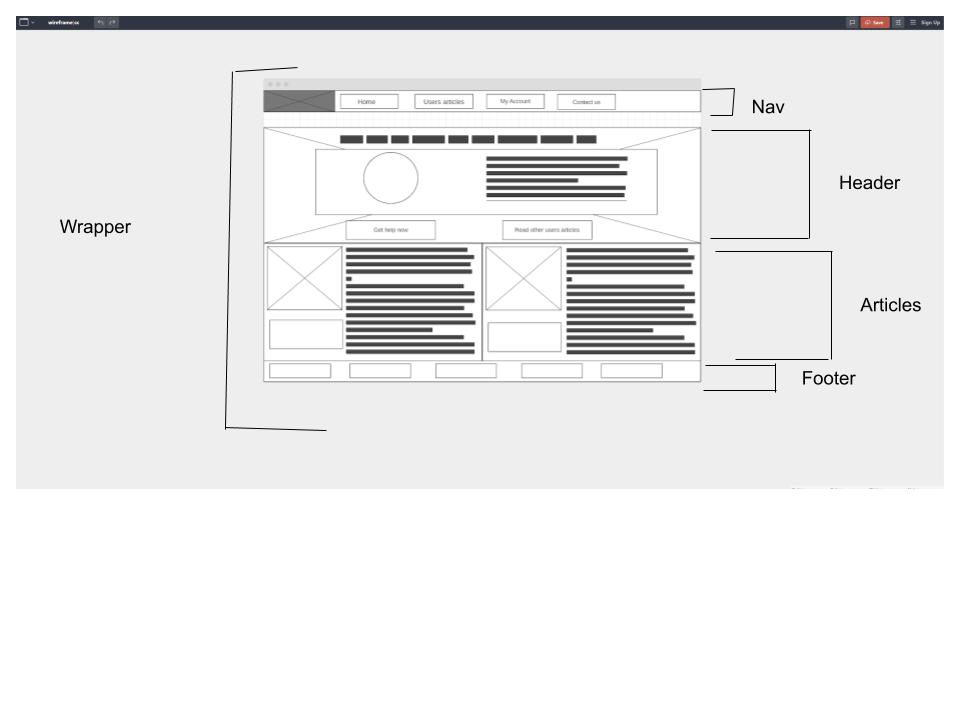 wireframe|cc
Save
Sign Up
Home
Users articles
My Account
Contact us
Nav
Header
Wrapper
Get help now
Read other users articles
Articles
Footer